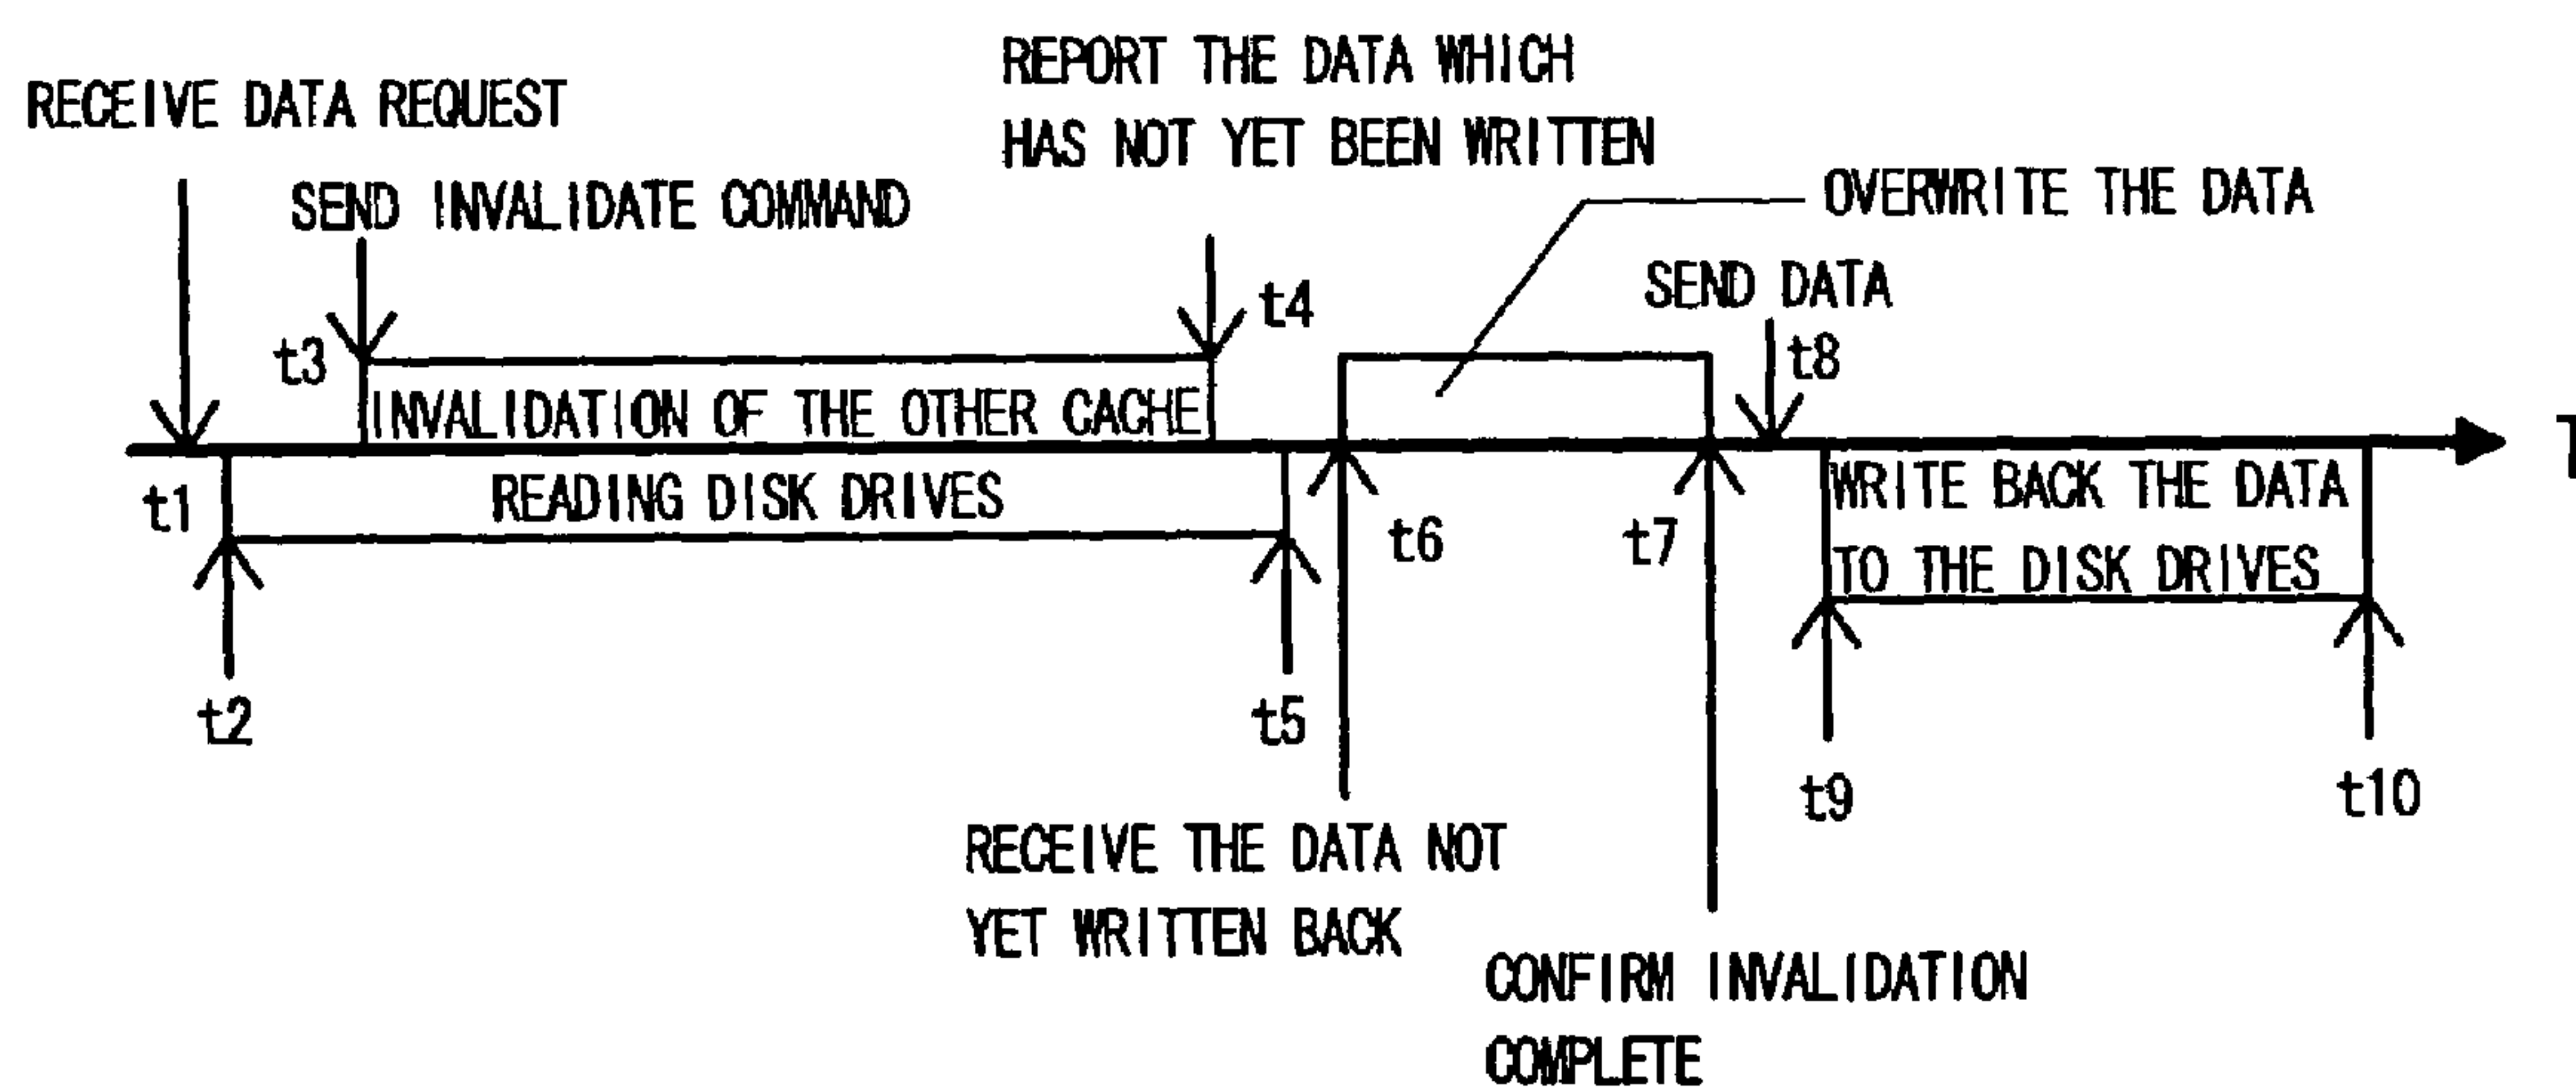 REPORT THE DATA WHICH
HAS NOT YET BEEN WRITTEN
RECEIVE DATA REQUEST
SEND INVALIDATE COMMAND
OVERWRITE THE DATA
SEND DATA
t4
t3
t8
INVALIDATION OF THE OTHER CACHE
T
t1
READING DISK DRIVES
t6
t7
WRITE BACK THE DATA
TO THE DISK DRIVES
t2
t5
t9
t10
RECEIVE THE DATA NOT
YET WRITTEN BACK
CONFIRM INVALIDATION
COMPLETE